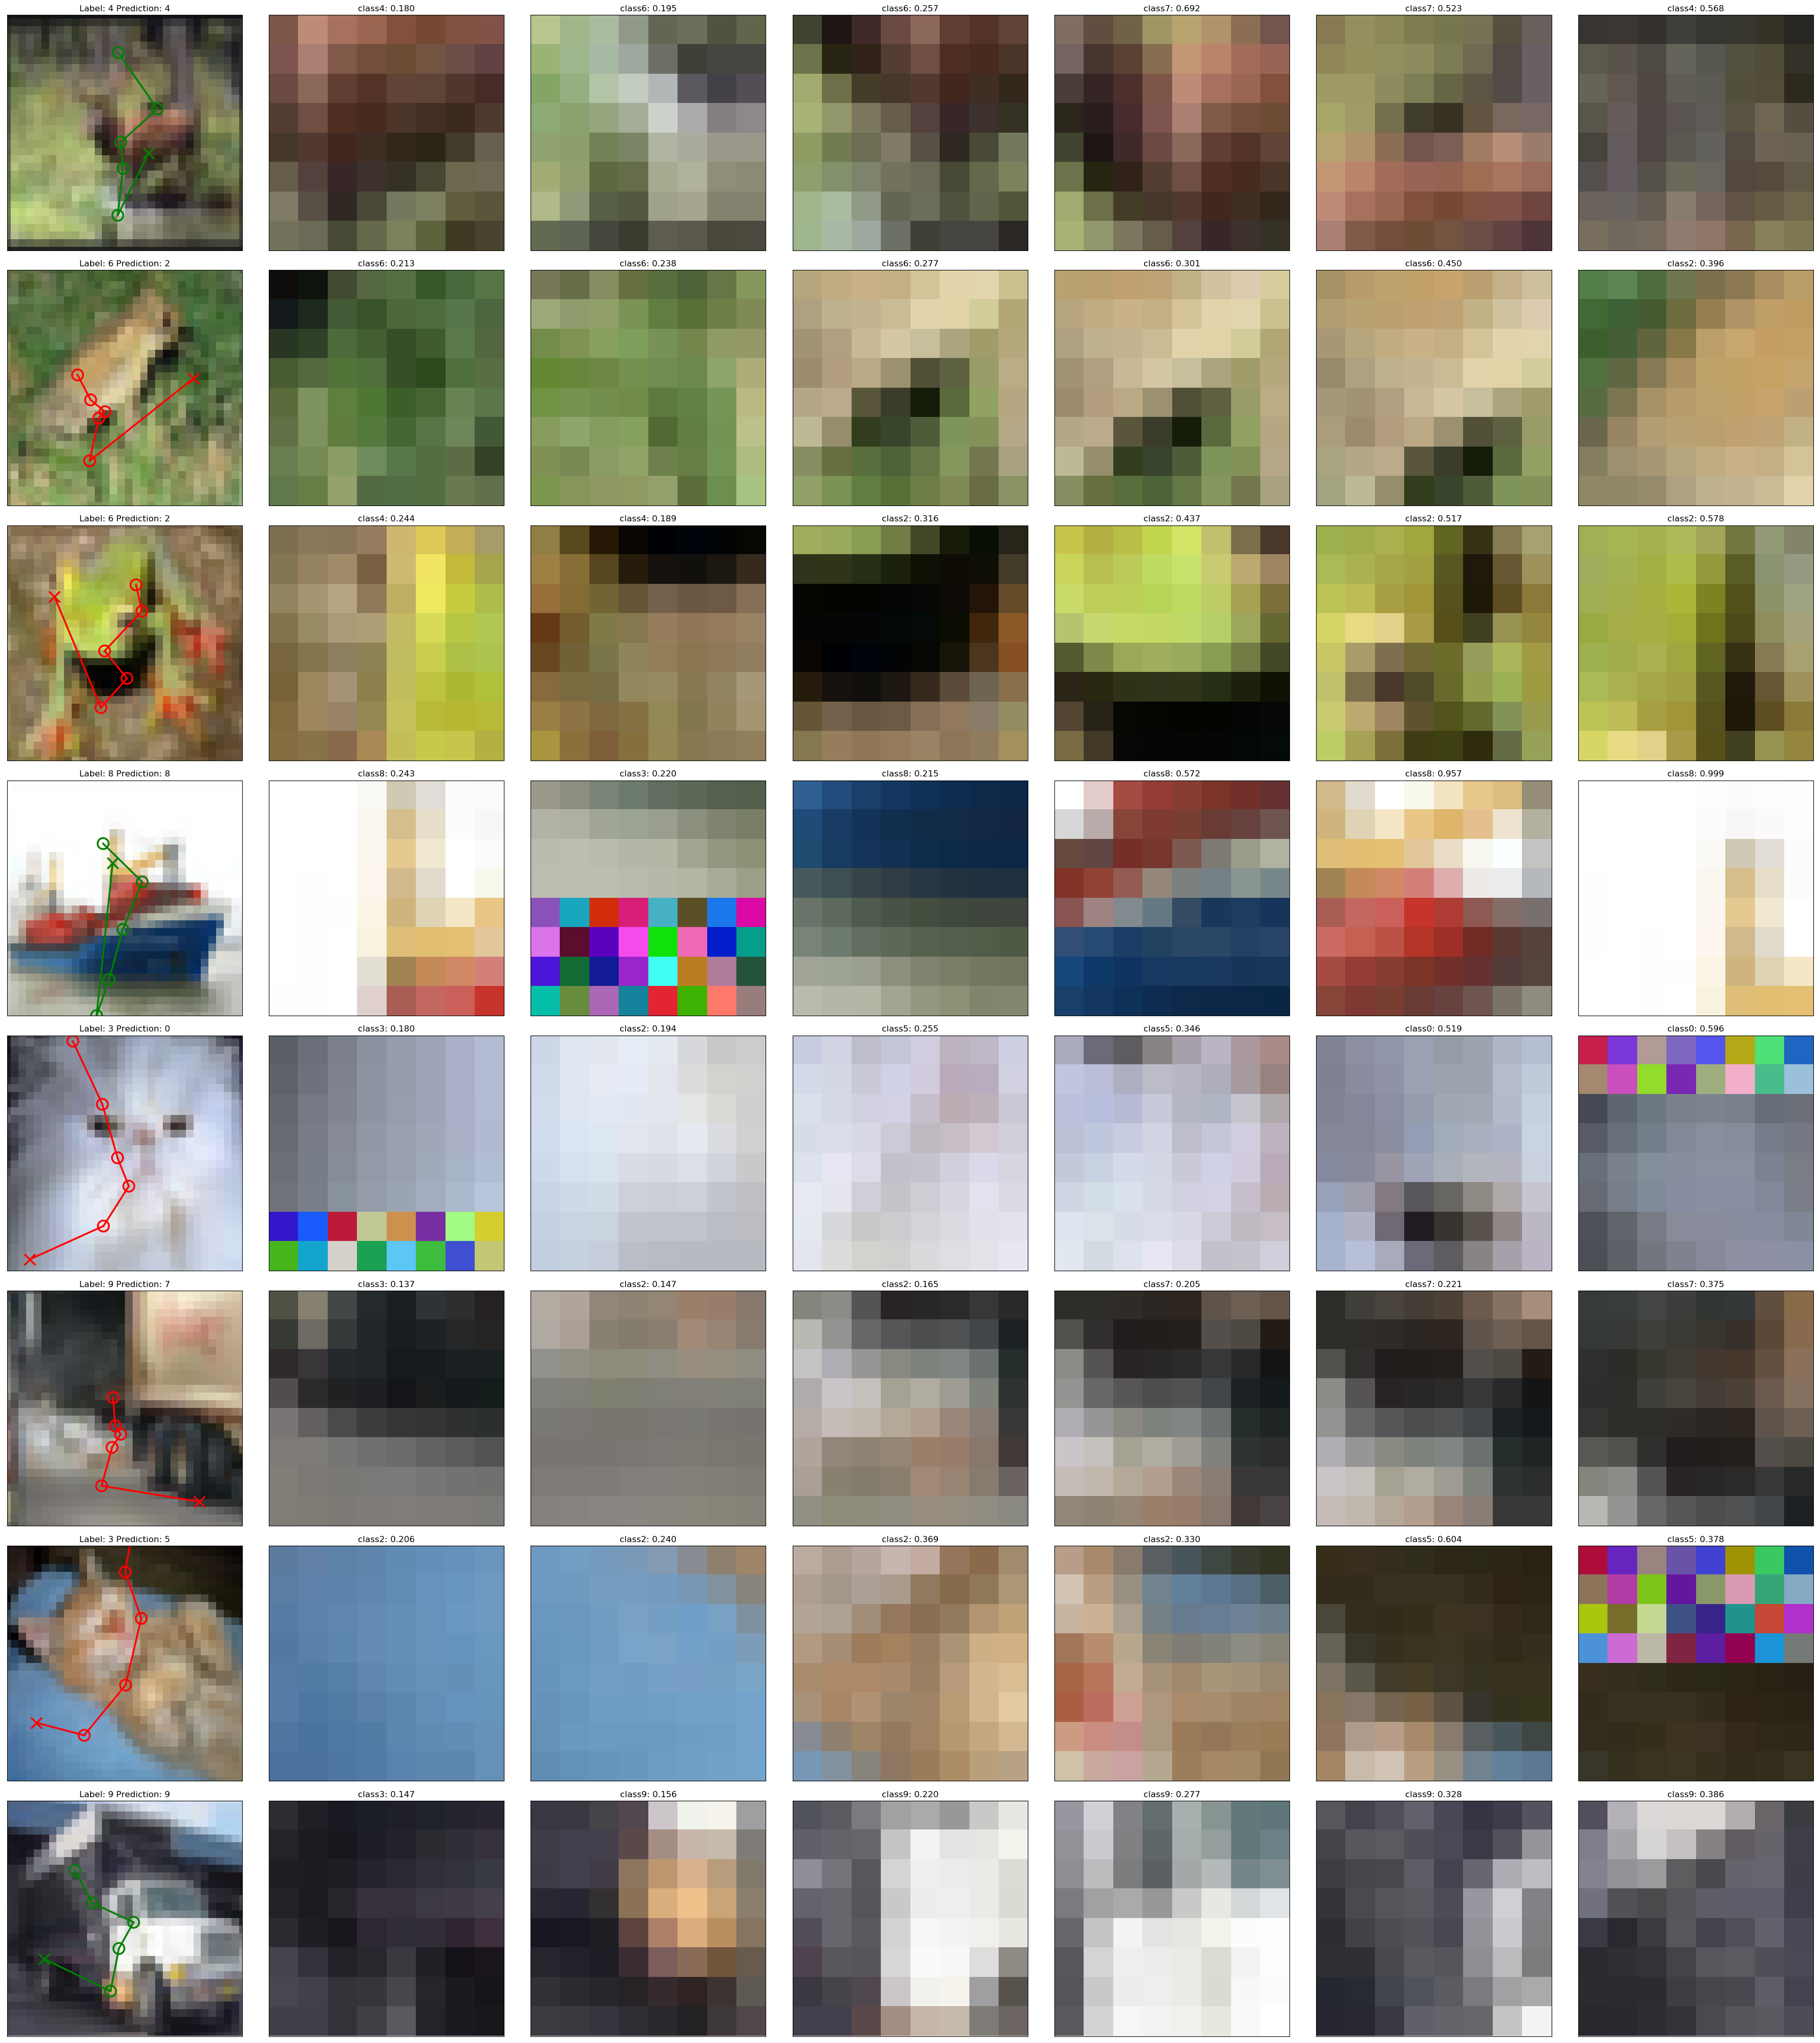 Label: 4 Prediction: 4 class4: 0.180 class6: 0.195 class6: 0.257 class7: 0.692 class7: 0.523 class4: 0.568
Label: 6 Prediction: 2 class6: 0.213 class6: 0.238 class6: 0.277 class6: 0.301 class6: 0.450 class2: 0.396
Label: 6 Prediction: 2 class4: 0.244 class4: 0.189 class2: 0.316 class2: 0.437 class2: 0.517 class2: 0.578
Label: 8 Prediction: 8 class8: 0.243 class3: 0.220 class8: 0.215 class8: 0.572 class8: 0.957 class8: 0.999
Label: 3 Prediction: 0 class3: 0.180 class2: 0.194 class5: 0.255 class5: 0.346 class0: 0.519 class0: 0.596
Label: 9 Prediction: 7 class3: 0.137 class2: 0.147 class2: 0.165 class7: 0.205 class7: 0.221 class7: 0.375
Label: 3 Prediction: 5 class2: 0.206 class2: 0.240 class2: 0.369 class2: 0.330 class5: 0.604 class5: 0.378
Label: 9 Prediction: 9 class3: 0.147 class9: 0.156 class9: 0.220 class9: 0.277 class9: 0.328 class9: 0.386